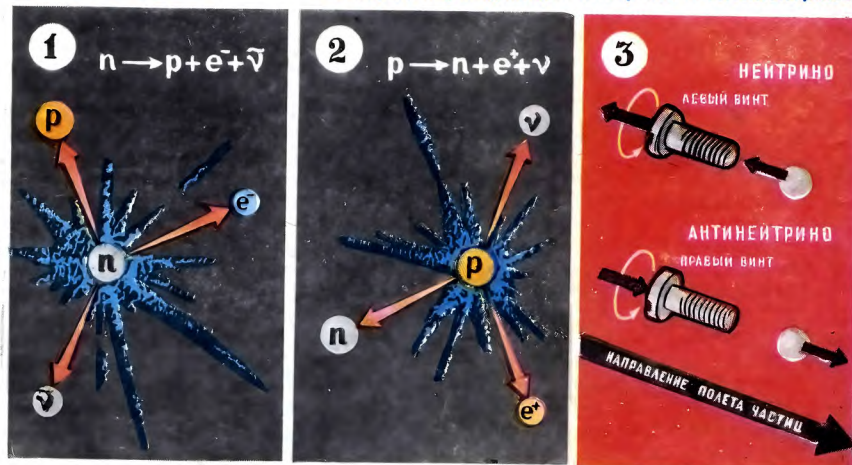 1
n → p + e⁻ + ν̃
p
e⁻
n
ν̃
2
p → n + e⁺ + ν
ν
p
n
e⁺
3
НЕЙТРИНО
ЛЕВЫЙ ВИНТ
АНТИНЕЙТРИНО
ПРАВЫЙ ВИНТ
НАПРАВЛЕНИЕ ПОЛЕТА ЧАСТИЦ